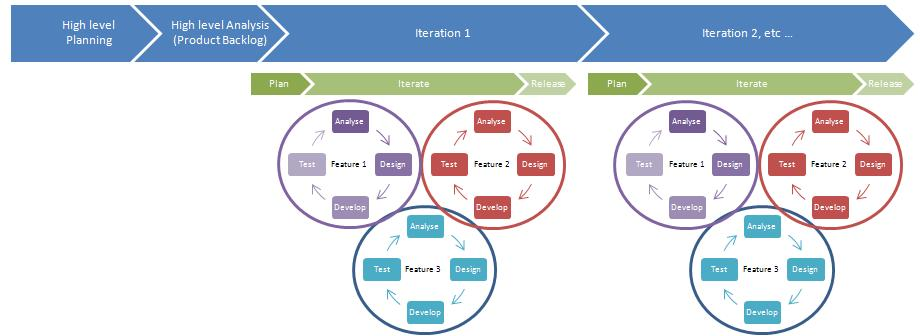 High level
Planning
High level Analysis
(Product Backlog)
Iteration 1
Iteration 2, etc ...
Plan
Iterate
Release
Plan
Iterate
Release
Analyse
Test
Feature 1
Design
Develop
Analyse
Test
Feature 2
Design
Develop
Analyse
Test
Feature 3
Design
Develop
Analyse
Test
Feature 1
Design
Develop
Analyse
Test
Feature 2
Design
Develop
Analyse
Test
Feature 3
Design
Develop